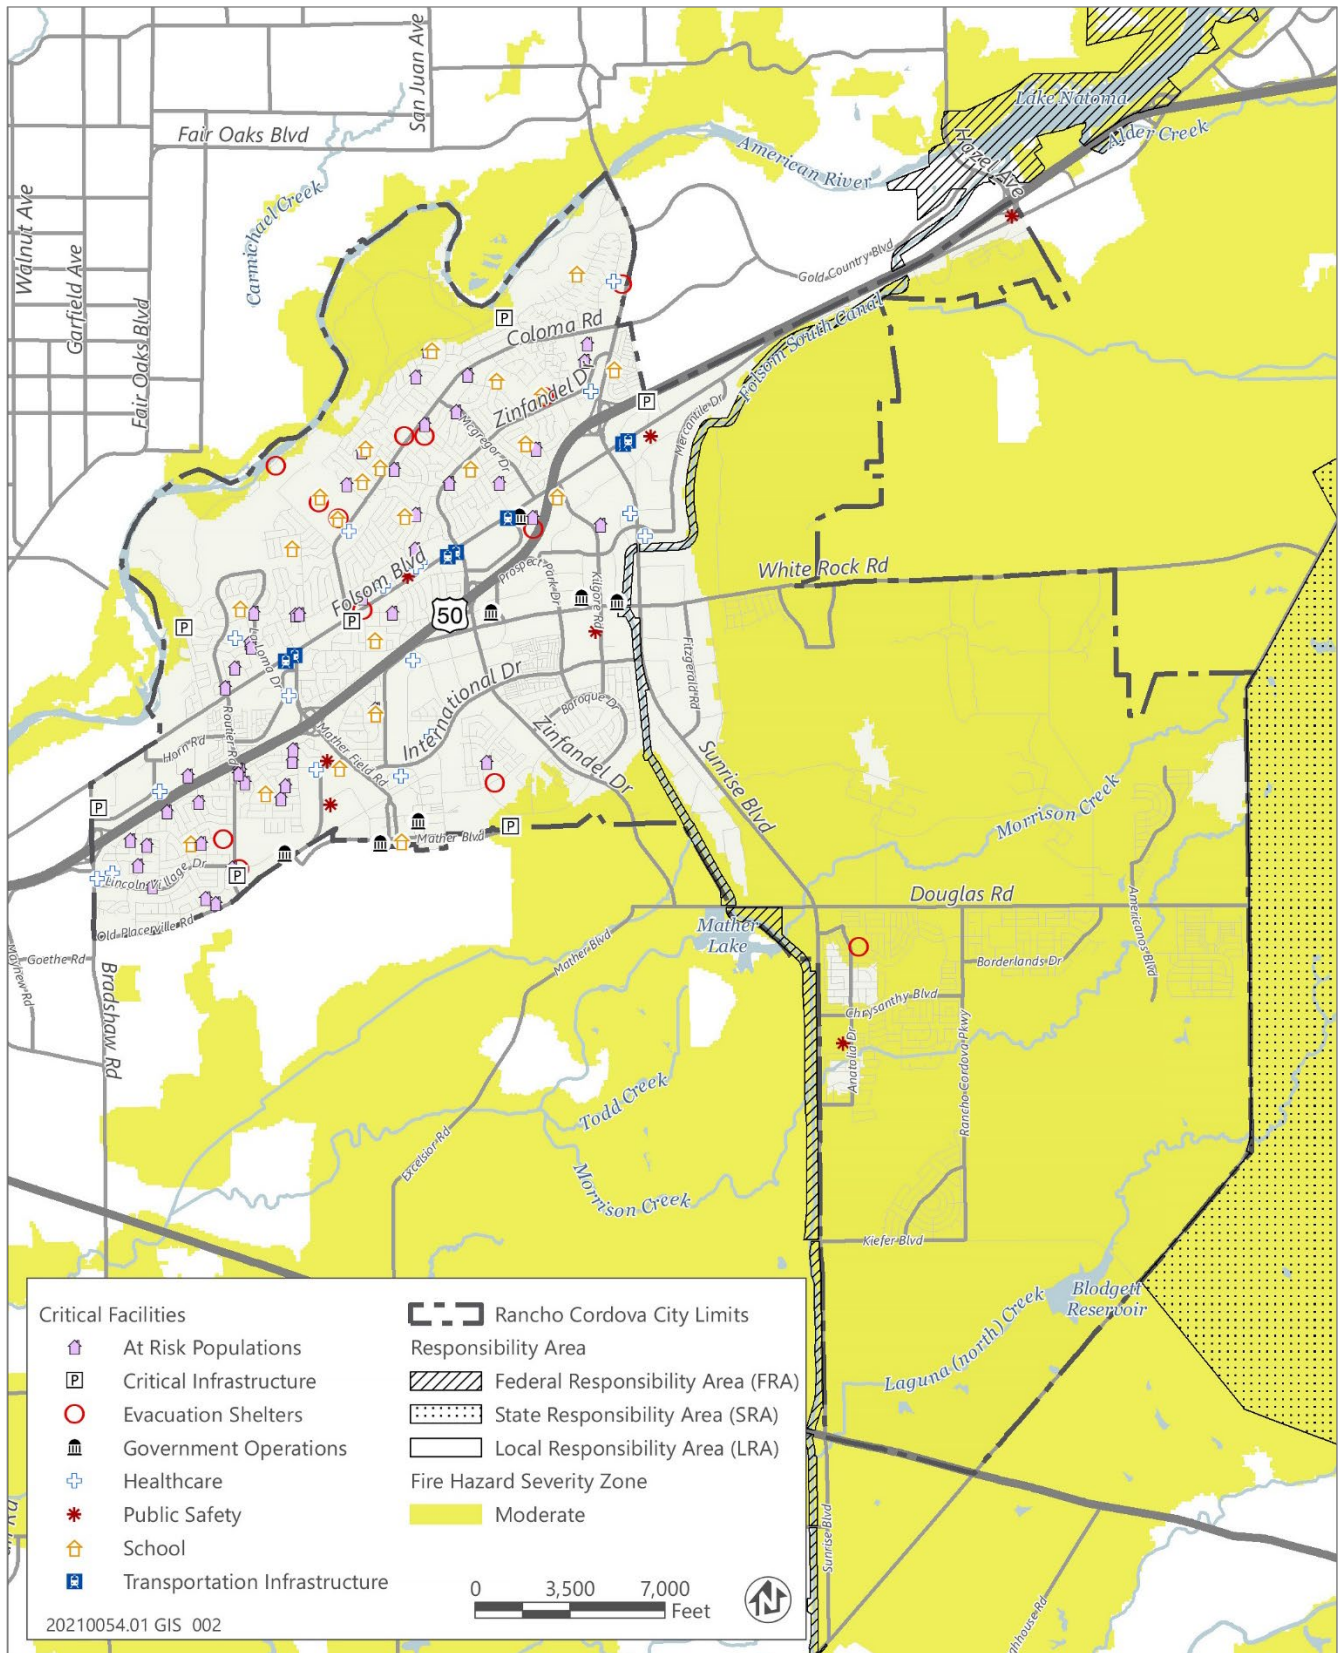 San Juan Ave
Fair Oaks Blvd
Lake Natoma
Alder Creek
Hazel Ave
American River
Walnut Ave
Garfield Ave
Carmichael Creek
Fair Oaks Blvd
Gold Country Blvd
Folsom South Canal
Coloma Rd
Zinfandel Dr
Mcgregor Dr
Mercantile Dr
White Rock Rd
Folsom Blvd
50
Prospect Park Dr
Kilgore Rd
Fitzgerald Rd
La Loma Dr
International Dr
Baroque Dr
Zinfandel Dr
Routier Rd
Horn Rd
Mather Field Rd
Sunrise Blvd
Morrison Creek
Mather Blvd
Lincoln Village Dr
Old Placerville Rd
Douglas Rd
Americanos Blvd
Mather
Lake
Goethe Rd
Mayhew Rd
Bradshaw Rd
Mather Blvd
Borderlands Dr
Chrysanthy Blvd
Anatolia Dr
Rancho Cordova Pkwy
Todd Creek
Excelsior Rd
Morrison Creek
Kiefer Blvd
Blodgett
Reservoir
Laguna (north) Creek
Sunrise Blvd
Rd
Critical Facilities
At Risk Populations
P Critical Infrastructure
Evacuation Shelters
Government Operations
Healthcare
Public Safety
School
Transportation Infrastructure
Rancho Cordova City Limits
Responsibility Area
Federal Responsibility Area (FRA)
State Responsibility Area (SRA)
Local Responsibility Area (LRA)
Fire Hazard Severity Zone
Moderate
0 3,500 7,000
Feet
N
20210054.01 GIS 002